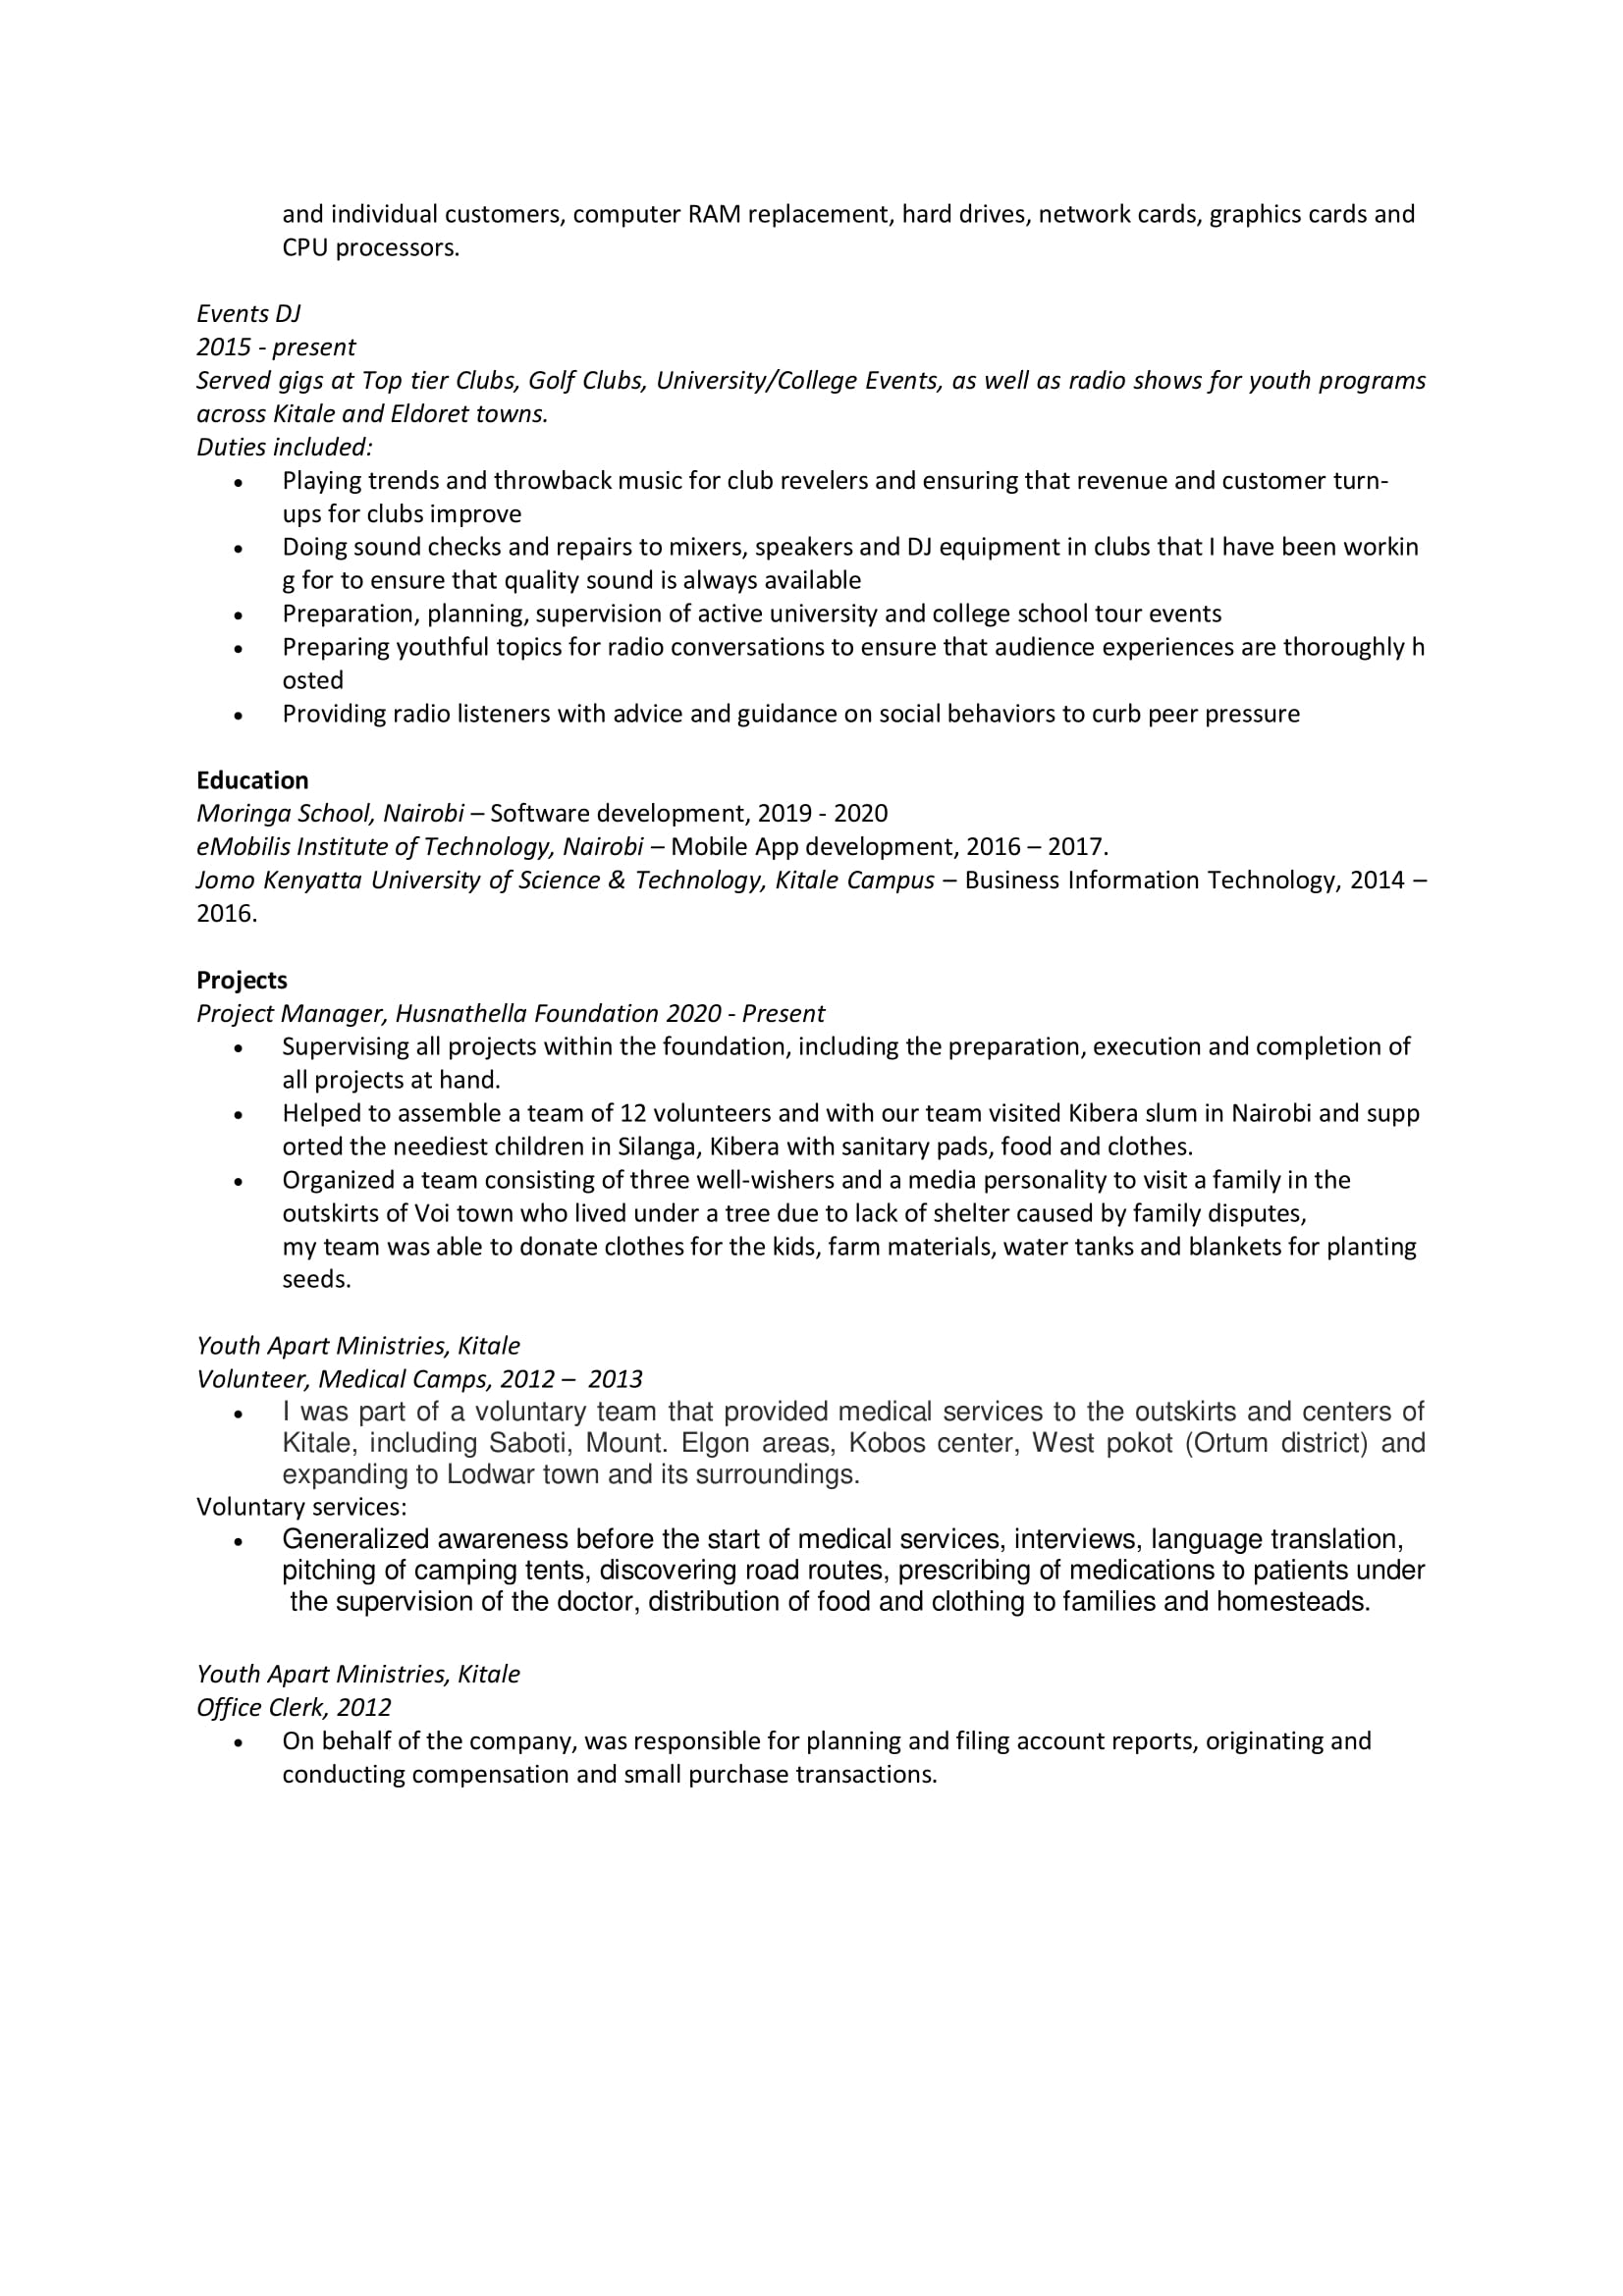 and individual customers, computer RAM replacement, hard drives, network cards, graphics cards and
CPU processors.
Events DJ
2015 - present
Served gigs at Top tier Clubs, Golf Clubs, University/College Events, as well as radio shows for youth programs
across Kitale and Eldoret towns.
Duties included:
• Playing trends and throwback music for club revelers and ensuring that revenue and customer turn-
ups for clubs improve
• Doing sound checks and repairs to mixers, speakers and DJ equipment in clubs that I have been workin
g for to ensure that quality sound is always available
• Preparation, planning, supervision of active university and college school tour events
• Preparing youthful topics for radio conversations to ensure that audience experiences are thoroughly h
osted
• Providing radio listeners with advice and guidance on social behaviors to curb peer pressure
Education
Moringa School, Nairobi – Software development, 2019 - 2020
eMobilis Institute of Technology, Nairobi – Mobile App development, 2016 – 2017.
Jomo Kenyatta University of Science & Technology, Kitale Campus – Business Information Technology, 2014 –
2016.
Projects
Project Manager, Husnathella Foundation 2020 - Present
• Supervising all projects within the foundation, including the preparation, execution and completion of
all projects at hand.
• Helped to assemble a team of 12 volunteers and with our team visited Kibera slum in Nairobi and supp
orted the neediest children in Silanga, Kibera with sanitary pads, food and clothes.
• Organized a team consisting of three well-wishers and a media personality to visit a family in the
outskirts of Voi town who lived under a tree due to lack of shelter caused by family disputes,
my team was able to donate clothes for the kids, farm materials, water tanks and blankets for planting
seeds.
Youth Apart Ministries, Kitale
Volunteer, Medical Camps, 2012 – 2013
• I was part of a voluntary team that provided medical services to the outskirts and centers of
Kitale, including Saboti, Mount. Elgon areas, Kobos center, West pokot (Ortum district) and
expanding to Lodwar town and its surroundings.
Voluntary services:
• Generalized awareness before the start of medical services, interviews, language translation,
pitching of camping tents, discovering road routes, prescribing of medications to patients under
the supervision of the doctor, distribution of food and clothing to families and homesteads.
Youth Apart Ministries, Kitale
Office Clerk, 2012
• On behalf of the company, was responsible for planning and filing account reports, originating and
conducting compensation and small purchase transactions.